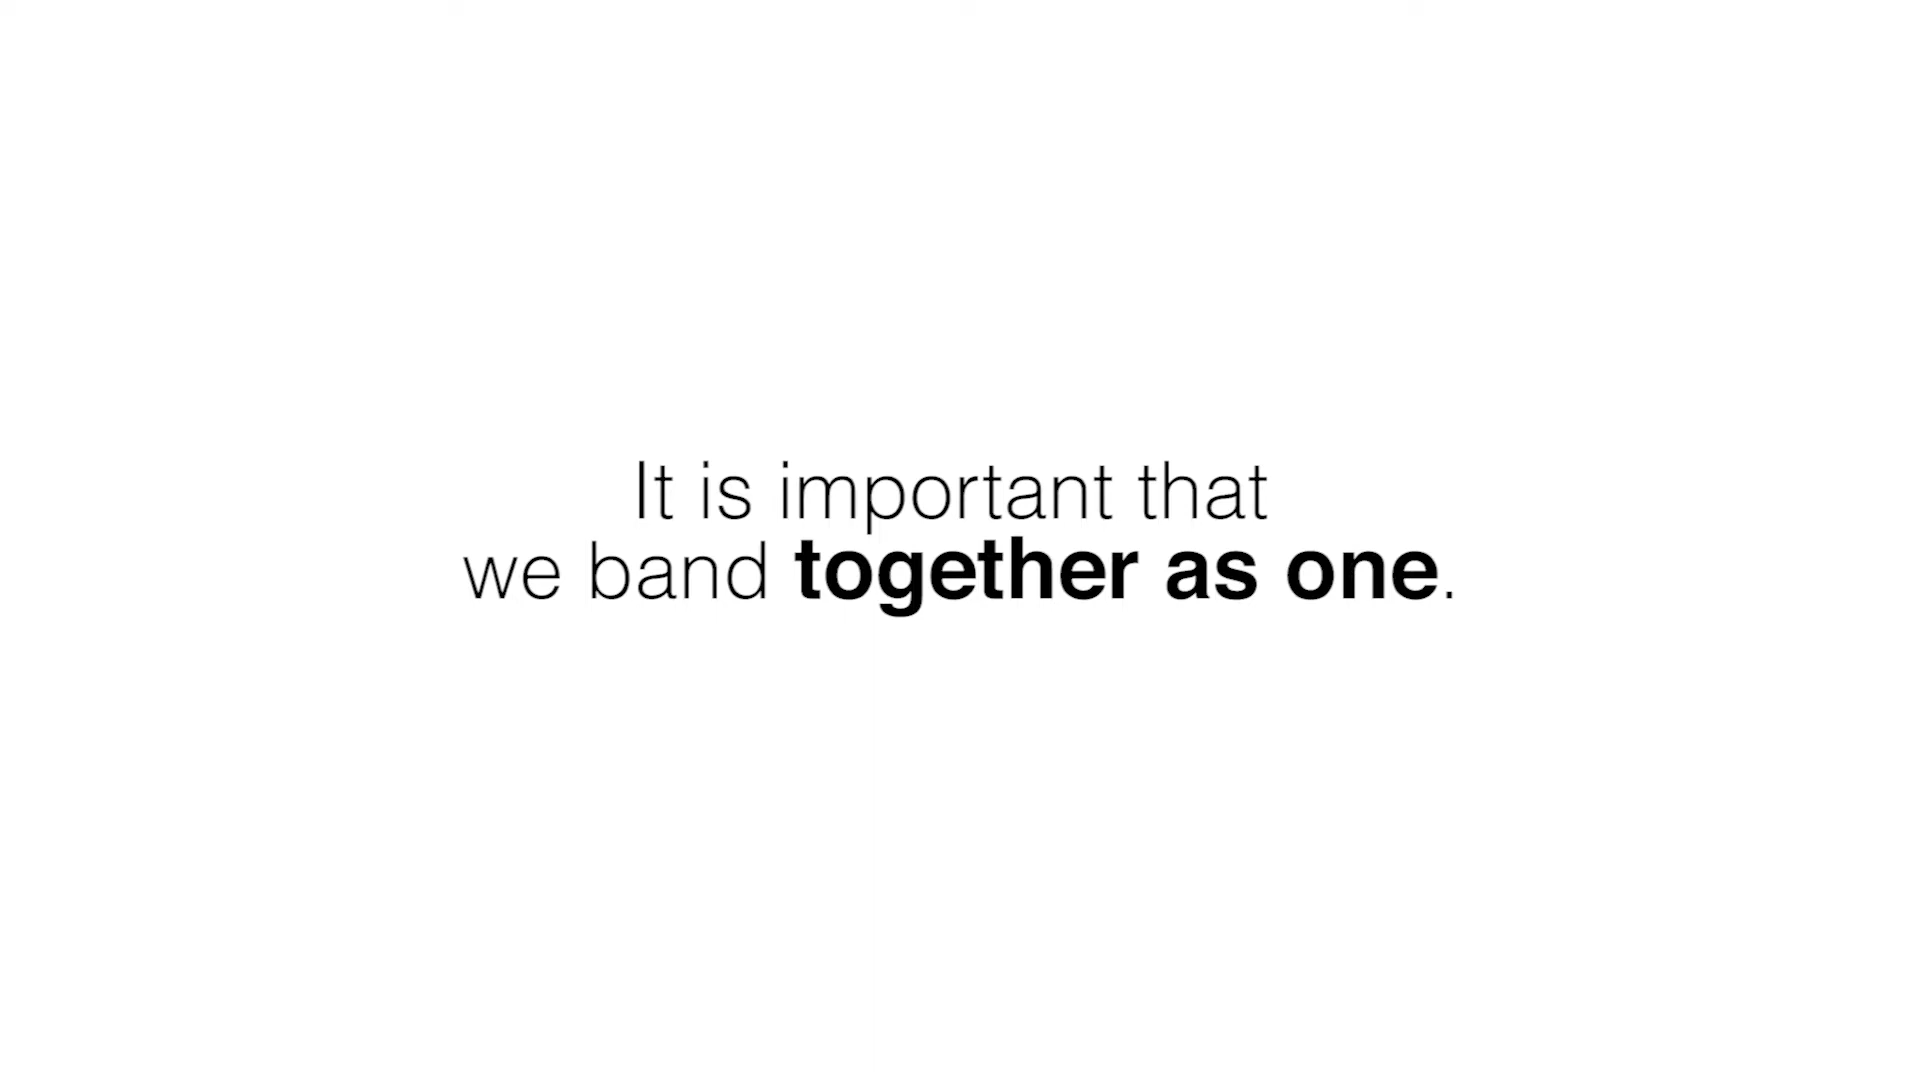 It is important that
we band together as one.